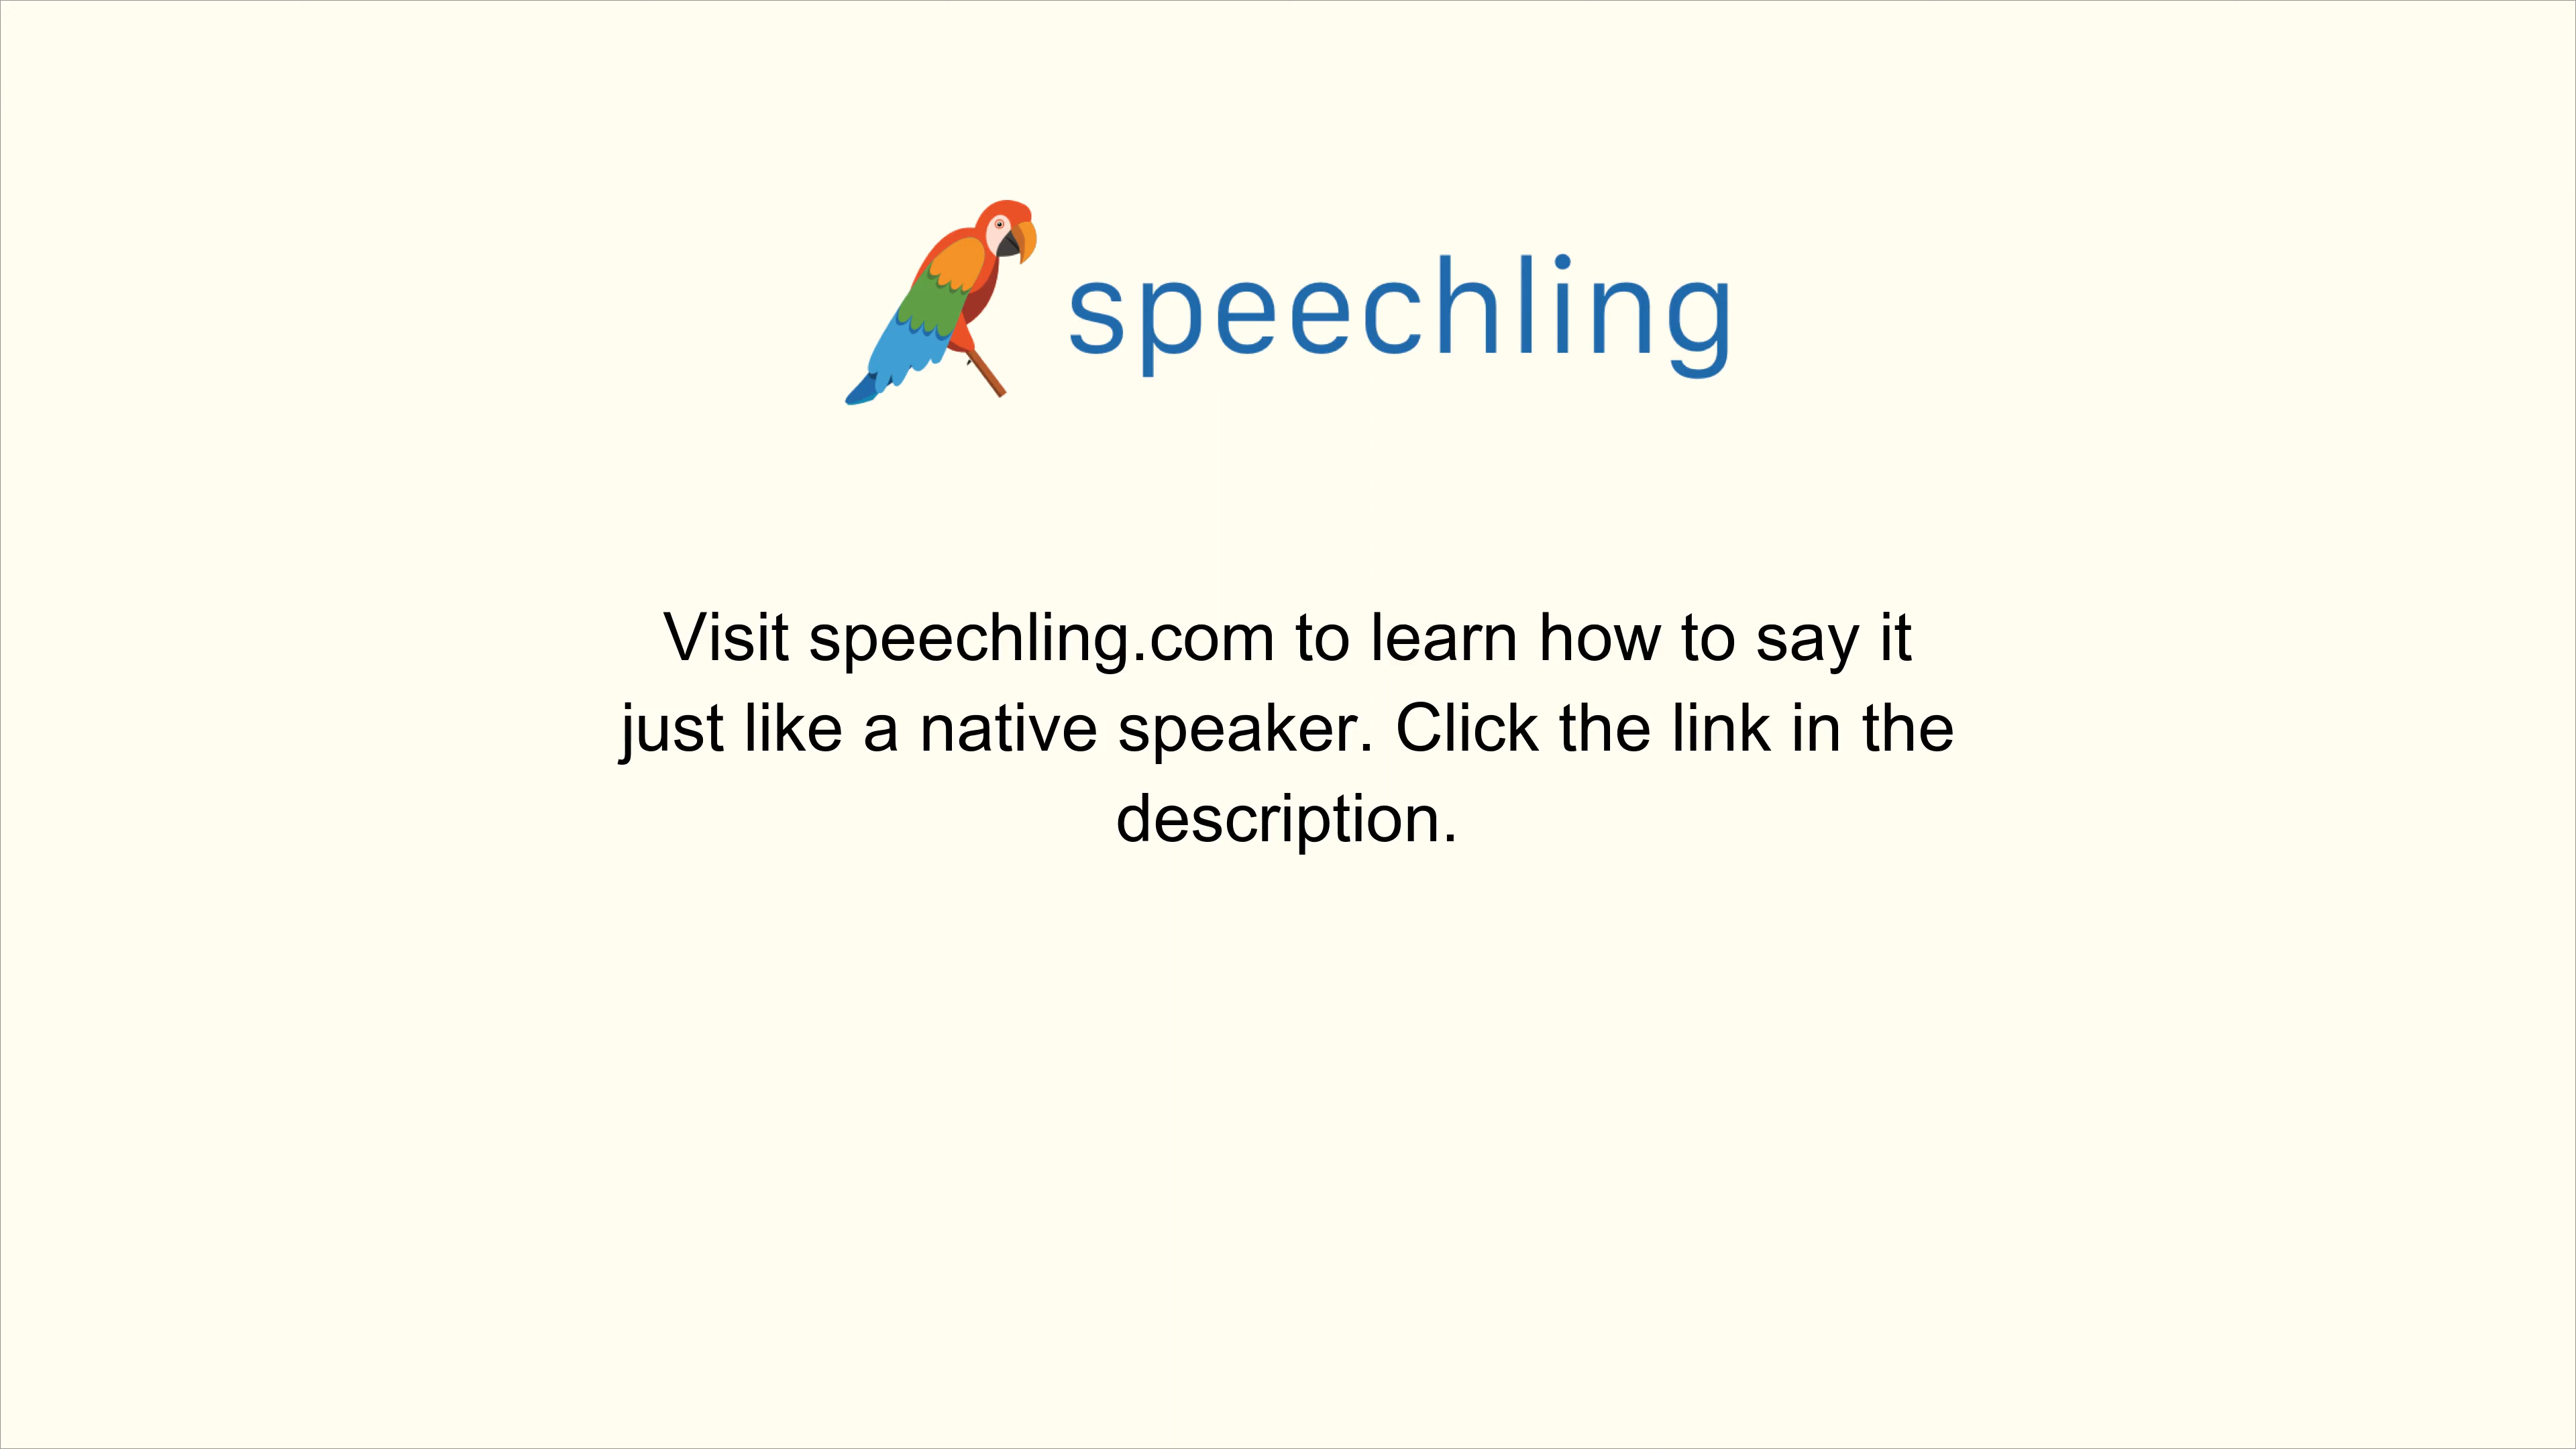 speechling
Visit speechling.com to learn how to say it
just like a native speaker. Click the link in the
description.